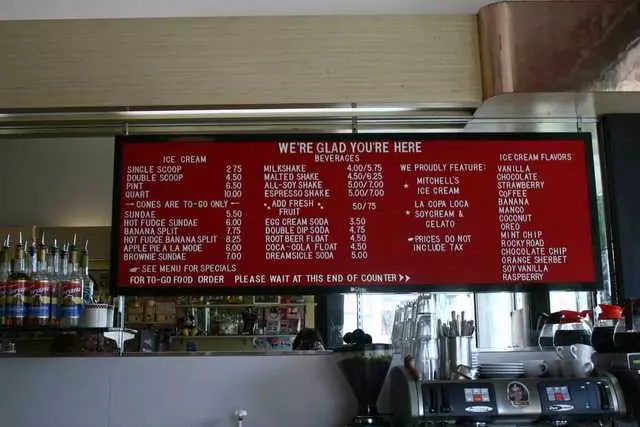 WE'RE GLAD YOU'RE HERE
ICE CREAM
SINGLE SCOOP 2.75
DOUBLE SCOOP 4.50
PINT 6.50
QUART 10.00
- CONES ARE TO-GO ONLY -
SUNDAE 5.50
HOT FUDGE SUNDAE 6.00
BANANA SPLIT 7.75
HOT FUDGE BANANA SPLIT 8.25
APPLE PIE A LA MODE 6.00
BROWNIE SUNDAE 7.00
SEE MENU FOR SPECIALS
BEVERAGES
MILKSHAKE 4.00/5.75
MALTED SHAKE 4.50/6.25
ALL-SOY SHAKE 5.00/7.00
ESPRESSO SHAKE 5.00/7.00
*ADD FRESH* FRUIT 50/75
EGG CREAM SODA 3.50
DOUBLE DIP SODA 4.75
ROOT BEER FLOAT 4.50
COCA-COLA FLOAT 4.50
DREAMSICLE SODA 5.00
WE PROUDLY FEATURE:
* MITCHELL'S
ICE CREAM
LA COPA LOCA
* SOYCREAM &
GELATO
-PRICES DO NOT
INCLUDE TAX
ICE CREAM FLAVORS
VANILLA
CHOCOLATE
STRAWBERRY
COFFEE
BANANA
MANGO
COCONUT
OREO
MINT CHIP
ROCKY ROAD
CHOCOLATE CHIP
ORANGE SHERBET
SOY VANILLA
RASPBERRY
FOR TO-GO FOOD ORDER PLEASE WAIT AT THIS END OF COUNTER >>